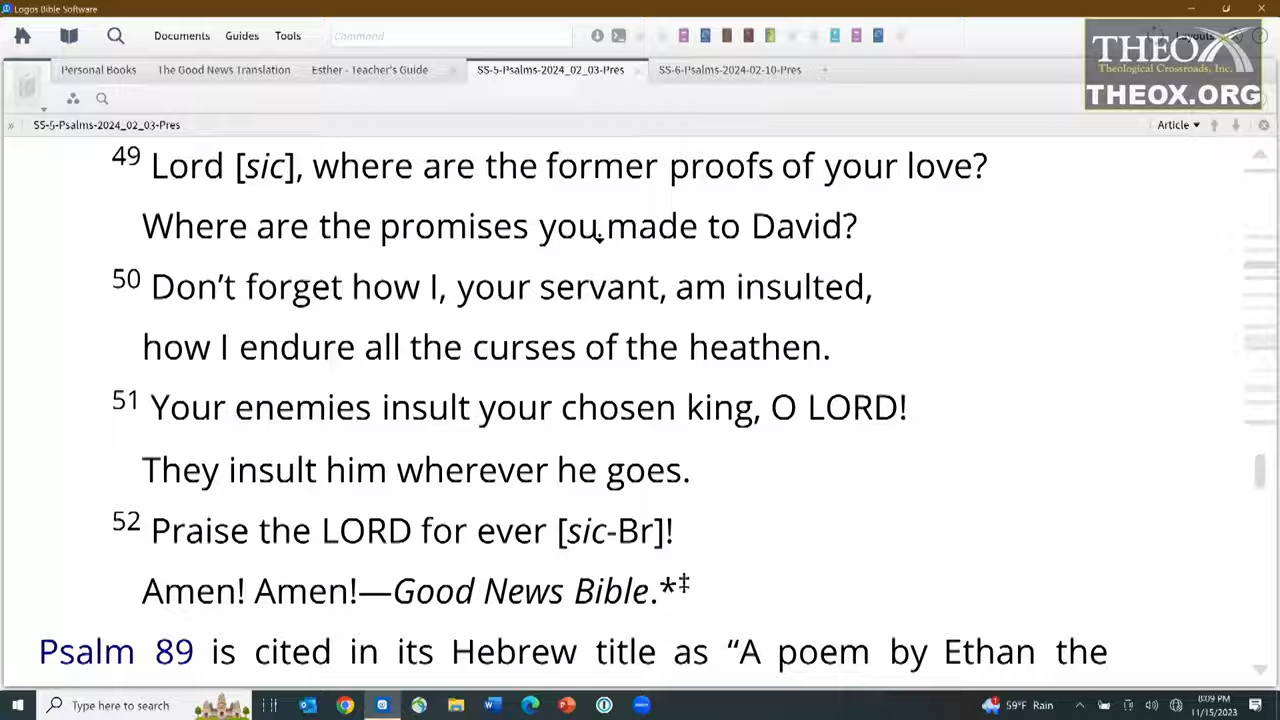 Logos Bible Software
Documents Guides Tools Command
THEOX
Theological Crossroads, Inc.
THEOX.ORG
Personal Books The Good News Translation Esther - Teacher's SS-5-Psalms-2024_02_03-Pres SS-6-Psalms-2024-02-10-Pres +
» SS-5-Psalms-2024_02_03-Pres Article
49 Lord [sic], where are the former proofs of your love?
Where are the promises you made to David?
50 Don’t forget how I, your servant, am insulted,
how I endure all the curses of the heathen.
51 Your enemies insult your chosen king, O LORD!
They insult him wherever he goes.
52 Praise the LORD for ever [sic-Br]!
Amen! Amen!—Good News Bible.*‡
Psalm 89 is cited in its Hebrew title as “A poem by Ethan the
Type here to search 59°F Rain 8:09 PM
11/15/2023